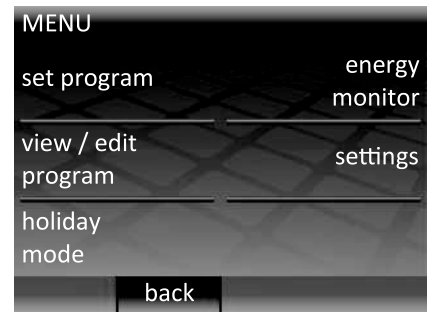 MENU
set program
energy
monitor
view / edit
program
settings
holiday
mode
back